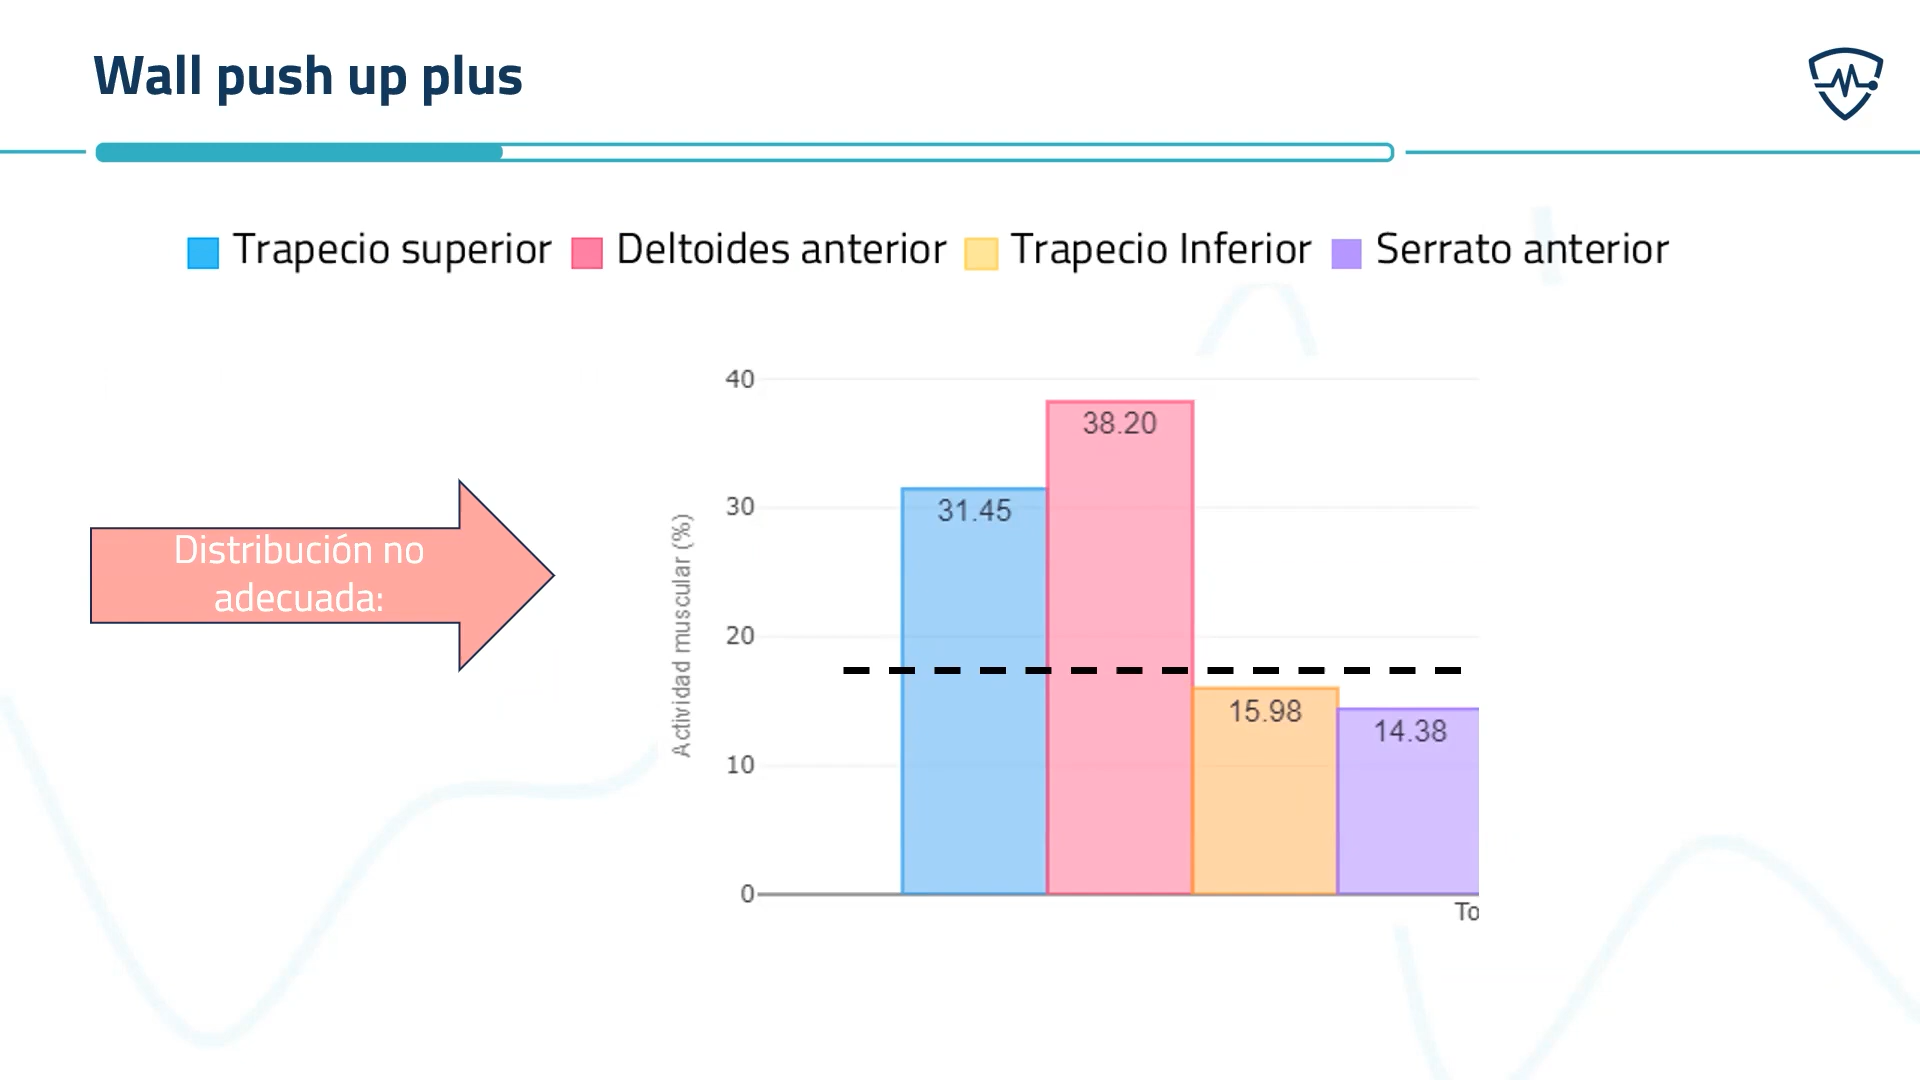 Wall push up plus
Trapecio superior Deltoides anterior Trapecio Inferior Serrato anterior
Distribución no
adecuada:
Actividad muscular (%)
40
30
20
10
0
38.20
31.45
15.98
14.38
To